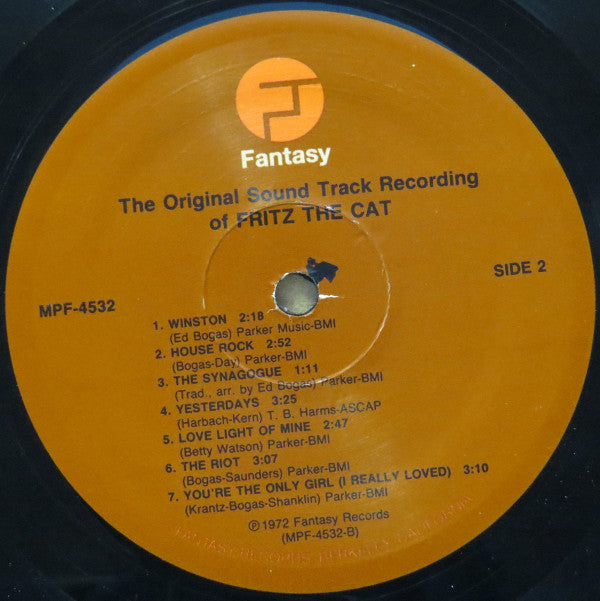 Fantasy
The Original Sound Track Recording
of FRITZ THE CAT
MPF-4532
SIDE 2
1. WINSTON 2:18
(Ed Bogas) Parker Music-BMI
2. HOUSE ROCK 2:52
(Bogas-Day) Parker-BMI
3. THE SYNAGOGUE 1:11
(Trad., arr. by Ed Bogas) Parker-BMI
4. YESTERDAYS 3:25
(Harbach-Kern) T. B. Harms-ASCAP
5. LOVE LIGHT OF MINE 2:47
(Betty Watson) Parker-BMI
6. THE RIOT 3:07
(Bogas-Saunders) Parker-BMI
7. YOU'RE THE ONLY GIRL (I REALLY LOVED) 3:10
(Krantz-Bogas-Shanklin) Parker-BMI
℗ 1972 Fantasy Records
(MPF-4532-B)
FANTASY RECORDS, BERKELEY, CALIFORNIA